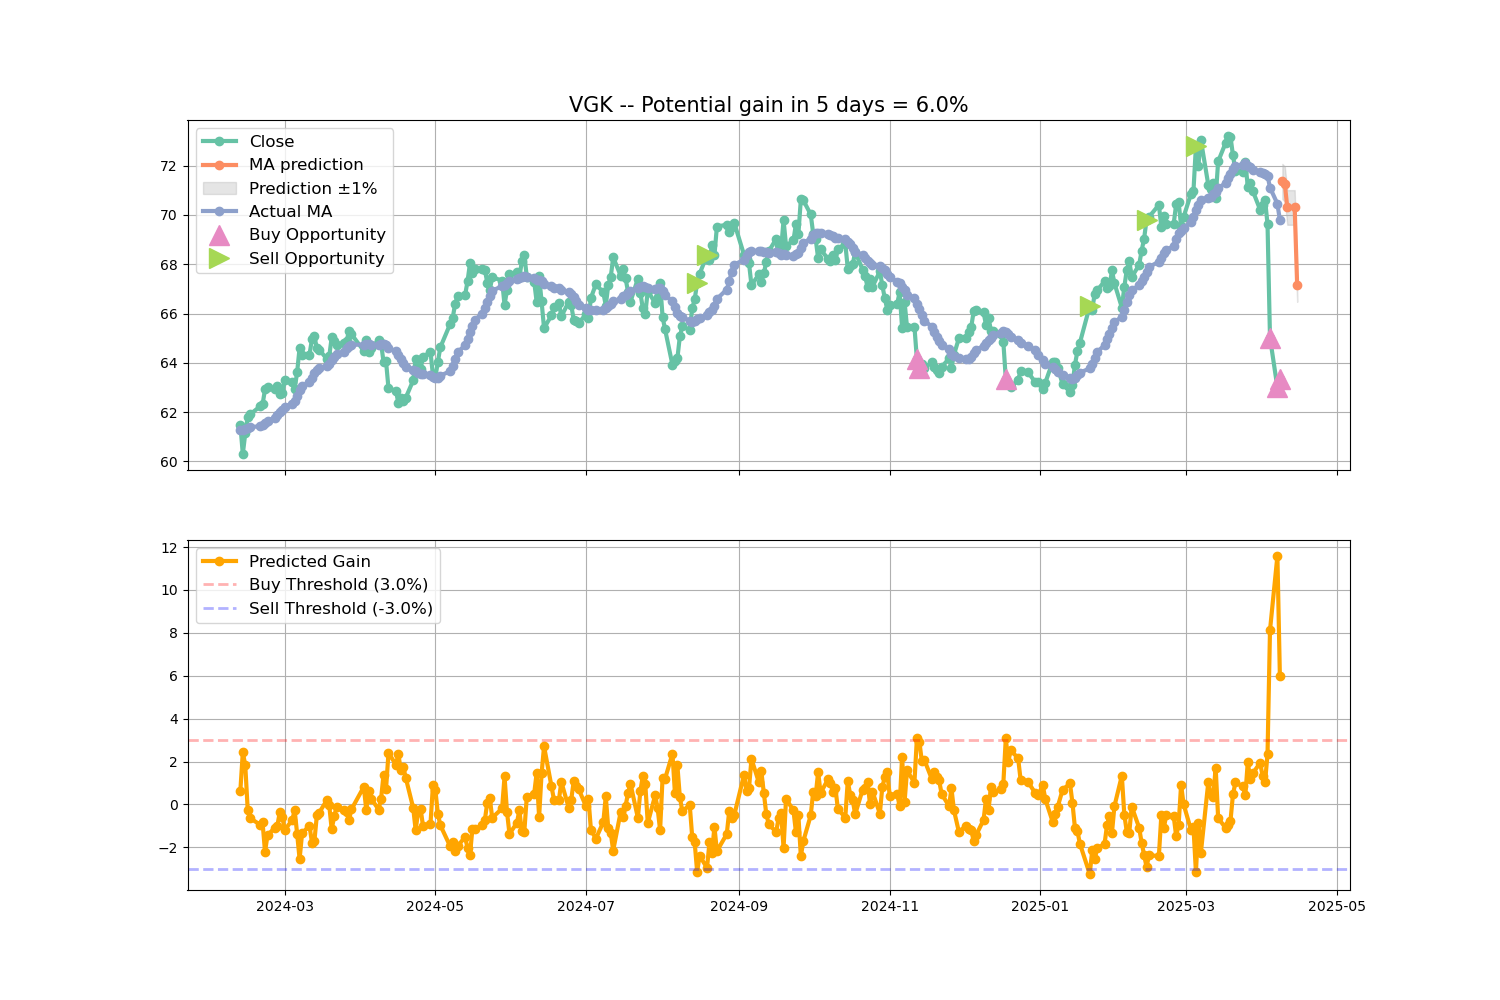 VGK -- Potential gain in 5 days = 6.0%
Close
MA prediction
Prediction ±1%
Actual MA
Buy Opportunity
Sell Opportunity
72
70
68
66
64
62
60
Predicted Gain
Buy Threshold (3.0%)
Sell Threshold (-3.0%)
12
10
8
6
4
2
0
−2
2024-03
2024-05
2024-07
2024-09
2024-11
2025-01
2025-03
2025-05